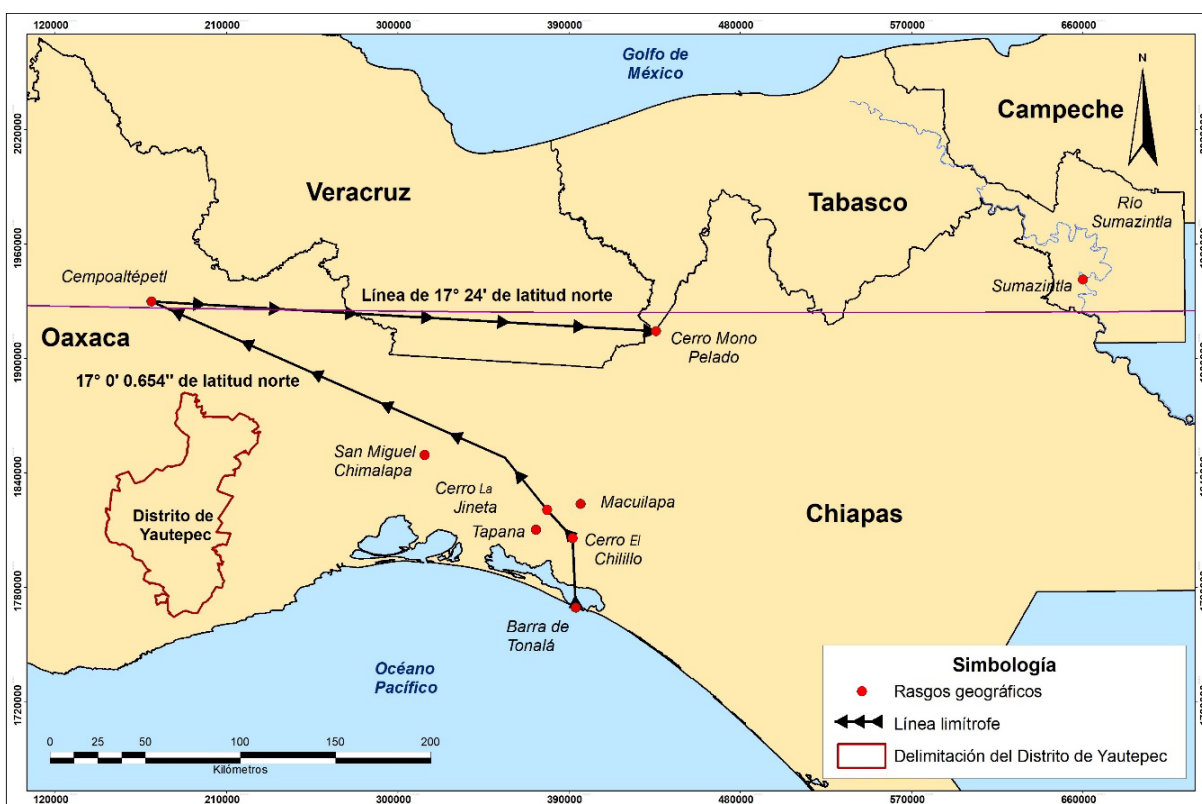 120000 210000 300000 390000 480000 570000 660000
Golfo de
México
N
Campeche
2020000
Veracruz
Tabasco
Río
Sumazintla
1960000
Cempoaltépetl
Sumazintla
Línea de 17° 24' de latitud norte
Oaxaca
Cerro Mono
Pelado
1900000
17° 0' 0.654" de latitud norte
San Miguel
Chimalapa
1840000
Cerro La
Jineta
Macuilapa
Chiapas
Distrito de
Yautepec
Tapana
Cerro El
Chilillo
1780000
Barra de
Tonalá
Océano
Pacífico
Simbología
Rasgos geográficos
1720000
Línea limítrofe
0 25 50 100 150 200
Kilómetros
Delimitación del Distrito de Yautepec
120000 210000 300000 390000 480000 570000 660000